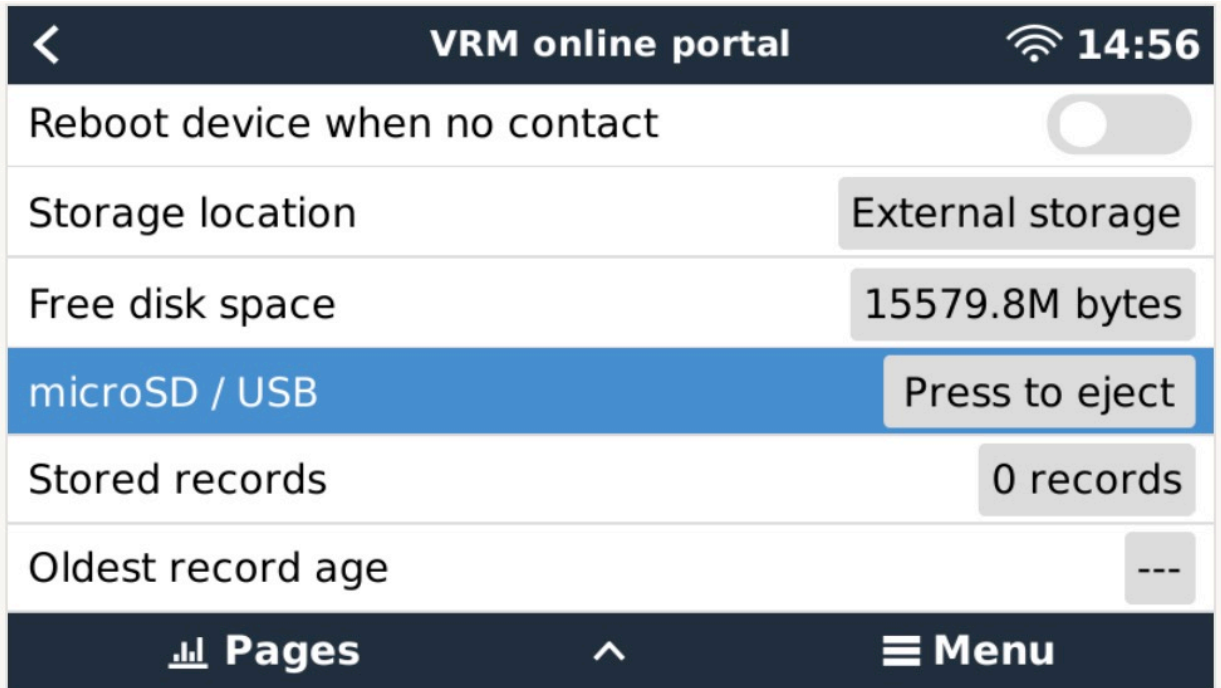 VRM online portal 14:56
Reboot device when no contact
Storage location External storage
Free disk space 15579.8M bytes
microSD / USB Press to eject
Stored records 0 records
Oldest record age ---
Pages Menu